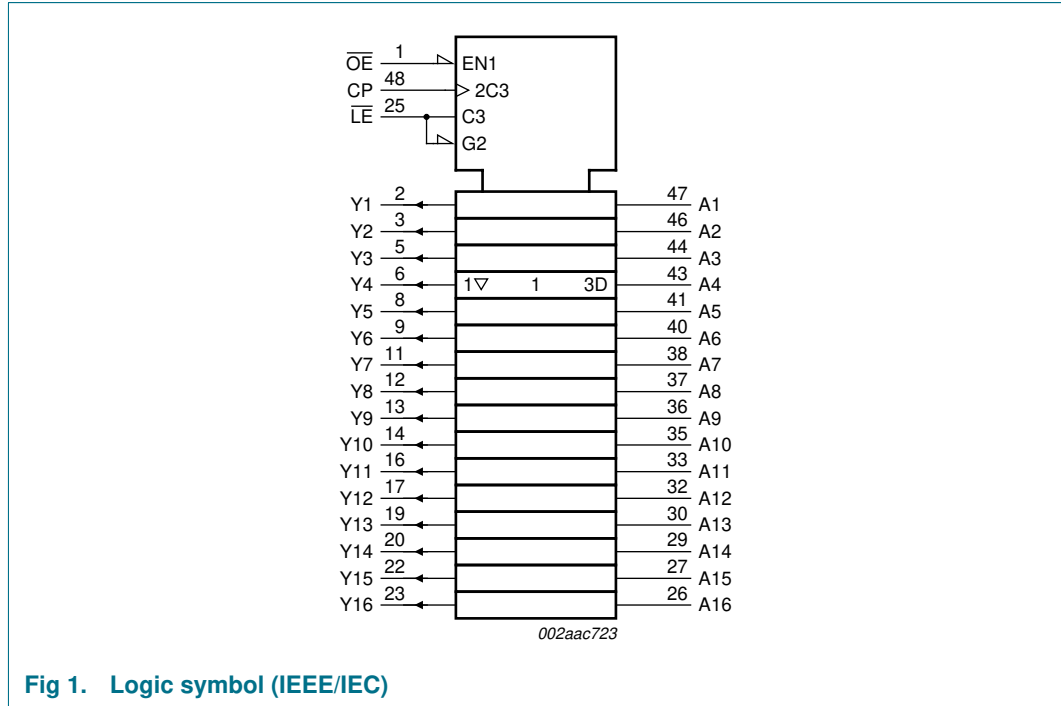 O̅E̅ 1 EN1
CP 48 2C3
L̅E̅ 25 C3
G2
Y1 2 47 A1
Y2 3 46 A2
Y3 5 44 A3
Y4 6 1▽ 1 3D 43 A4
Y5 8 41 A5
Y6 9 40 A6
Y7 11 38 A7
Y8 12 37 A8
Y9 13 36 A9
Y10 14 35 A10
Y11 16 33 A11
Y12 17 32 A12
Y13 19 30 A13
Y14 20 29 A14
Y15 22 27 A15
Y16 23 26 A16
002aac723
Fig 1. Logic symbol (IEEE/IEC)